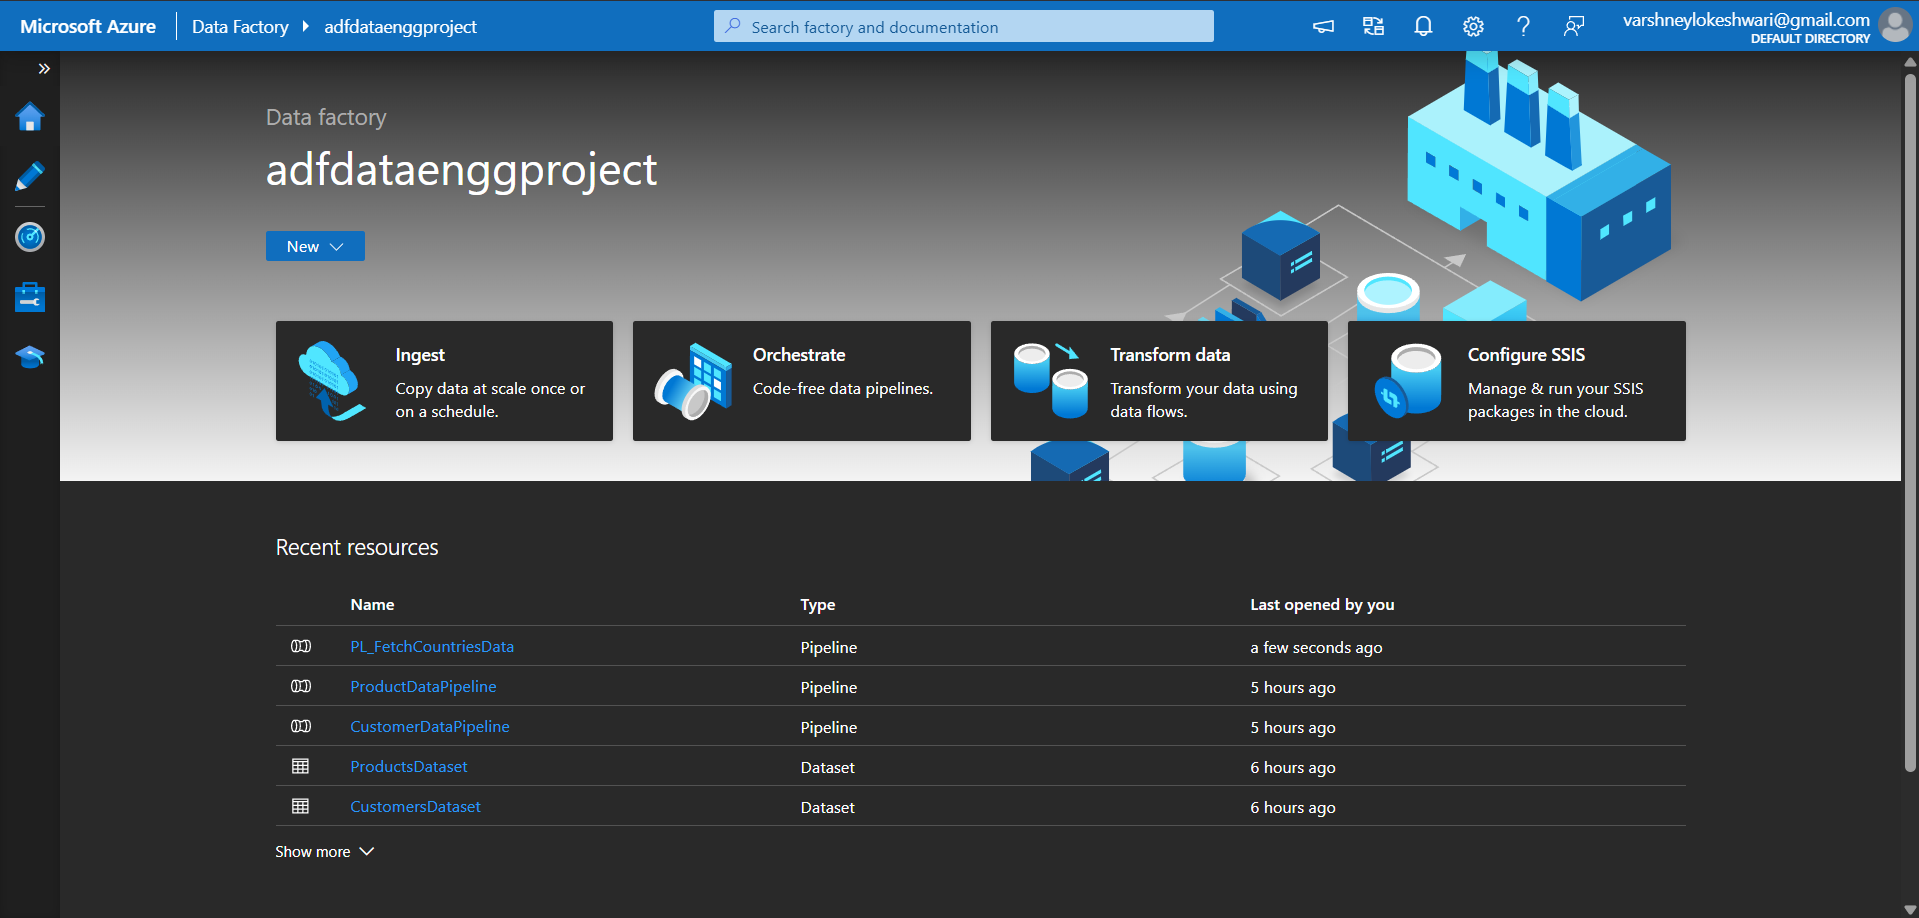 Microsoft Azure
Data Factory
adfdataenggproject
Search factory and documentation
varshneylokeshwari@gmail.com
DEFAULT DIRECTORY
Data factory
adfdataenggproject
New
Ingest
Copy data at scale once or
on a schedule.
Orchestrate
Code-free data pipelines.
Transform data
Transform your data using
data flows.
Configure SSIS
Manage & run your SSIS
packages in the cloud.
Recent resources
Name Type Last opened by you
PL_FetchCountriesData Pipeline a few seconds ago
ProductDataPipeline Pipeline 5 hours ago
CustomerDataPipeline Pipeline 5 hours ago
ProductsDataset Dataset 6 hours ago
CustomersDataset Dataset 6 hours ago
Show more